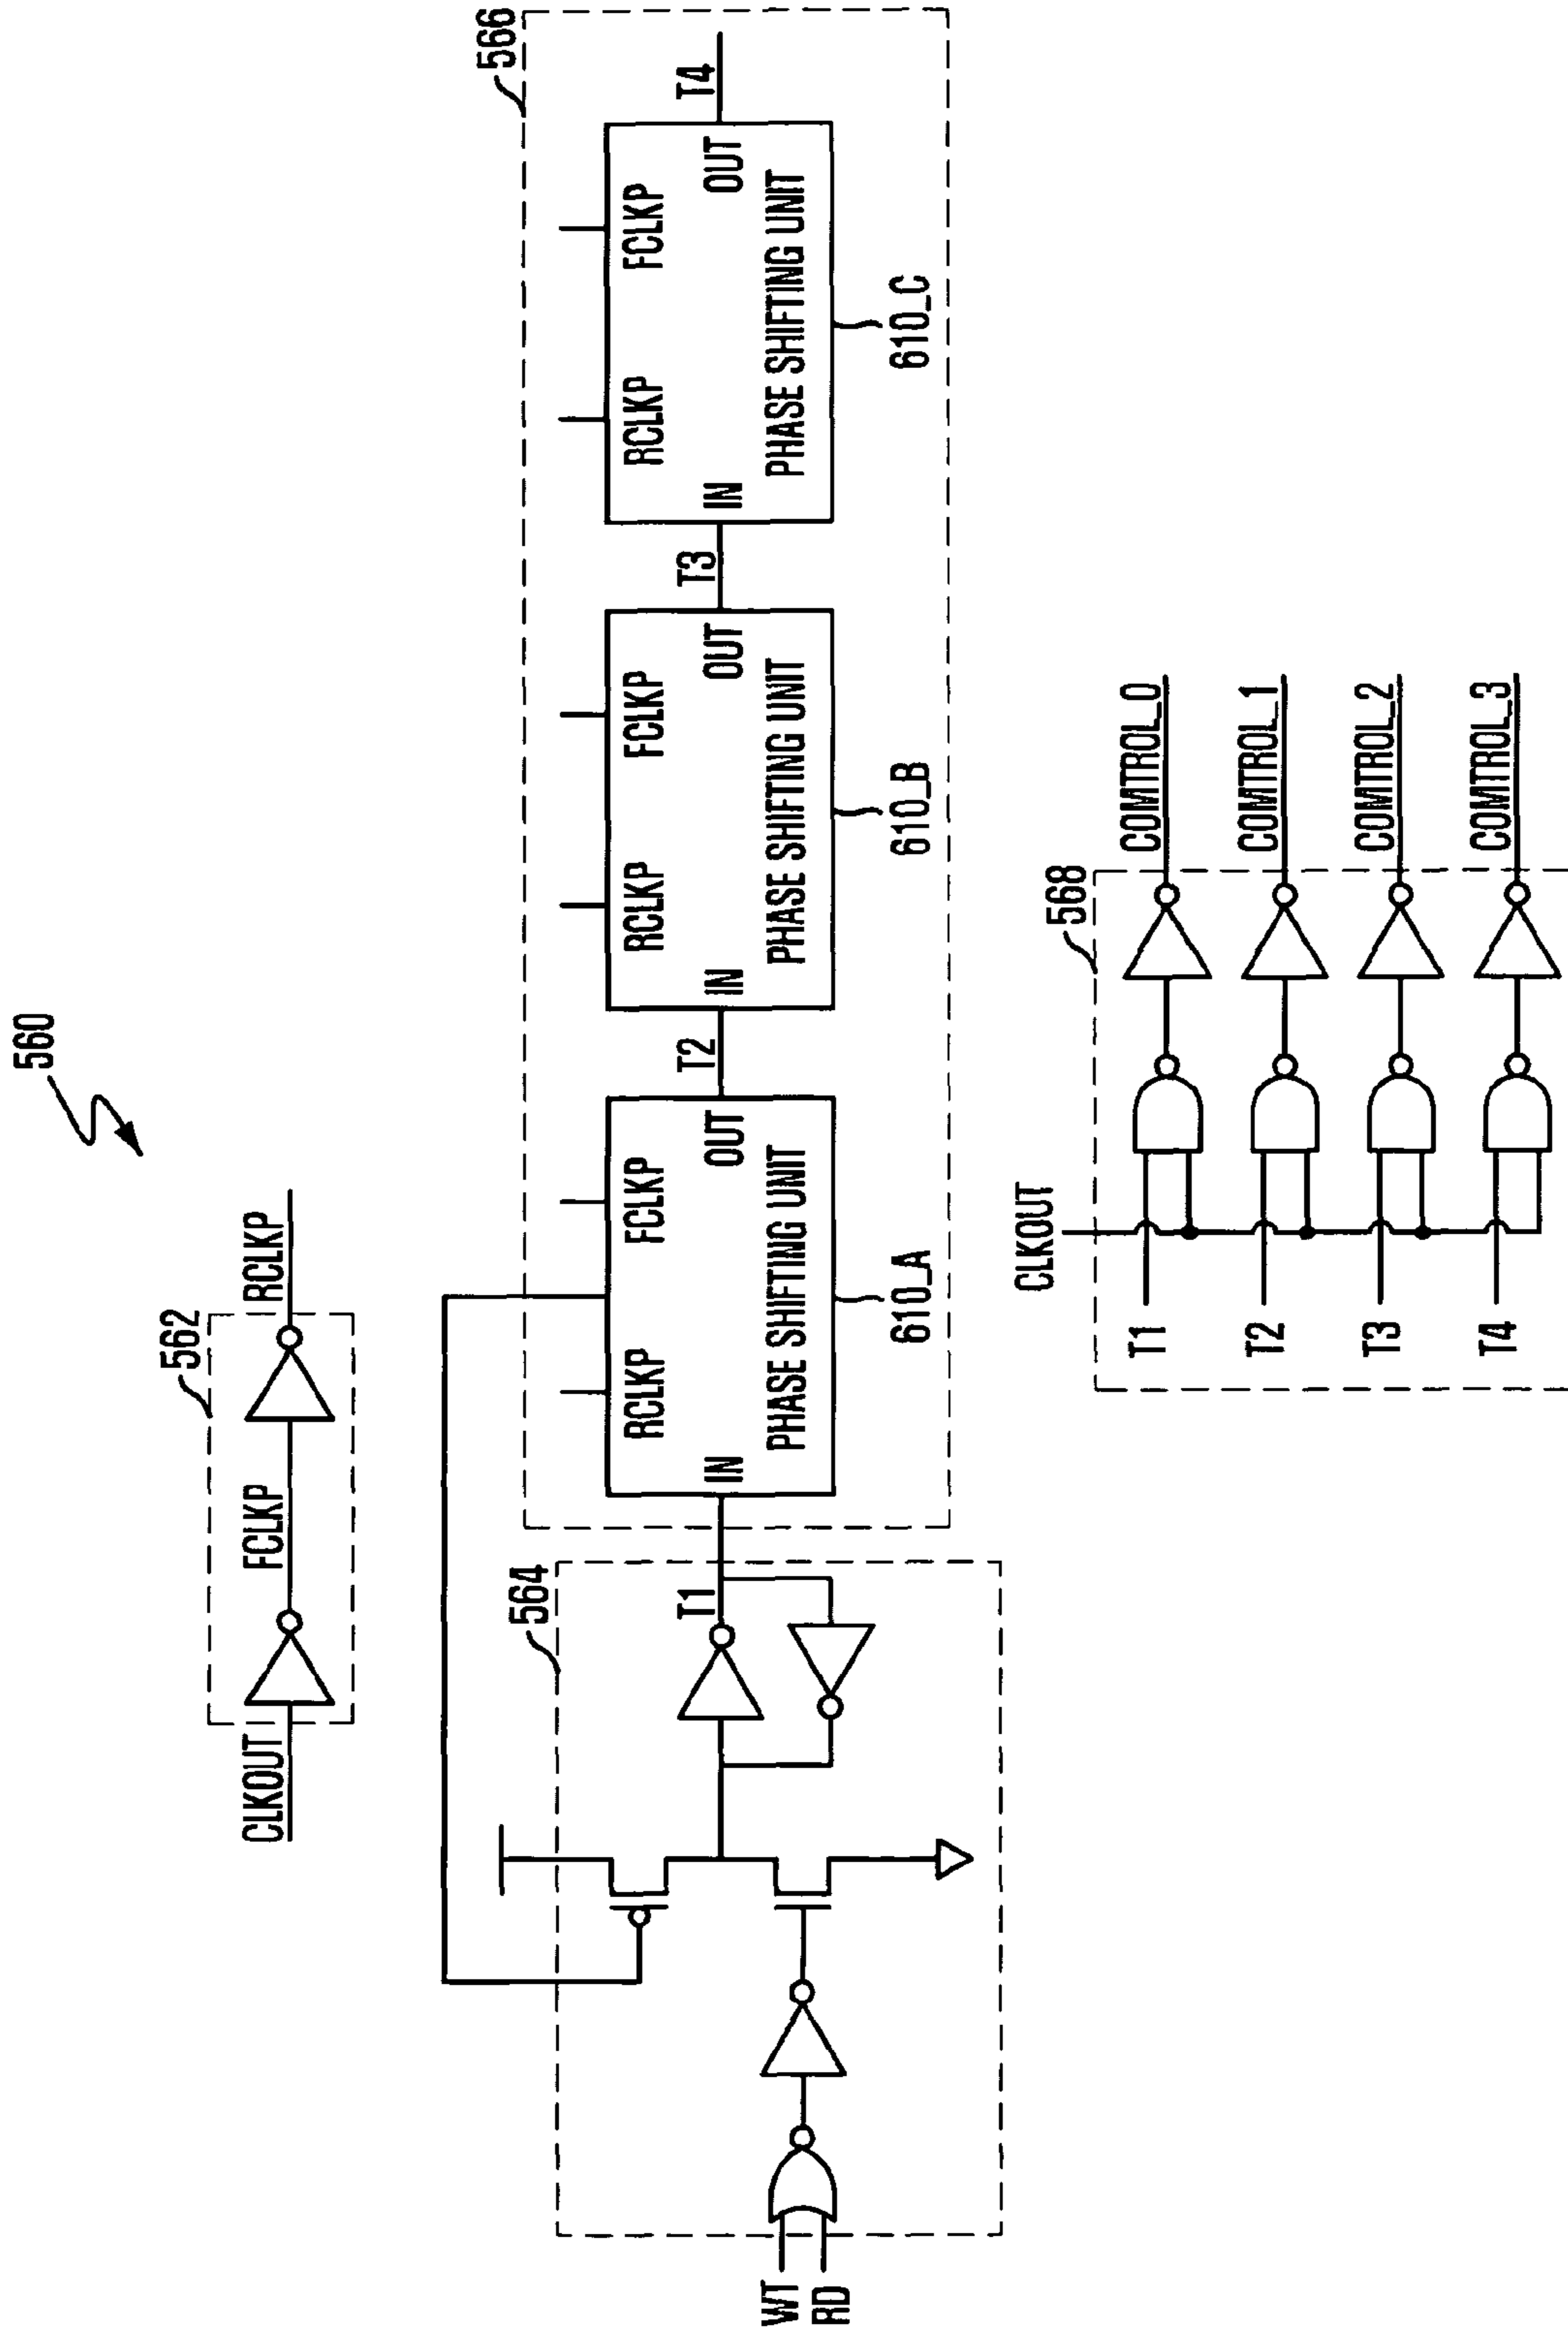 560
562
CLKOUT
FCLKP
RCLKP
564
WT
RD
T1
566
RCLKP
FCLKP
IN
OUT
PHASE SHIFTING UNIT
610_A
T2
RCLKP
FCLKP
IN
OUT
PHASE SHIFTING UNIT
610_B
T3
RCLKP
FCLKP
IN
OUT
PHASE SHIFTING UNIT
610_C
T4
568
CLKOUT
T1
COMTROL_0
T2
COMTROL_1
T3
COMTROL_2
T4
COMTROL_3